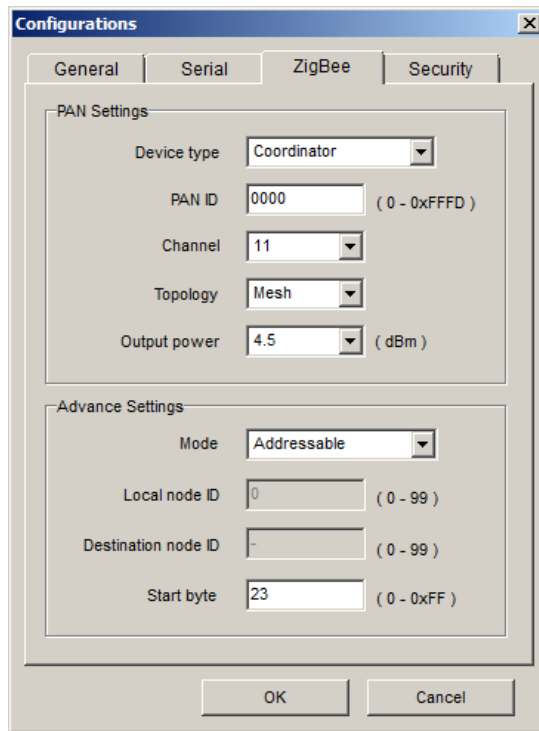 Configurations
General Serial ZigBee Security
PAN Settings
Device type Coordinator
PAN ID 0000 ( 0 - 0xFFFD )
Channel 11
Topology Mesh
Output power 4.5 ( dBm )
Advance Settings
Mode Addressable
Local node ID 0 ( 0 - 99 )
Destination node ID - ( 0 - 99 )
Start byte 23 ( 0 - 0xFF )
OK Cancel